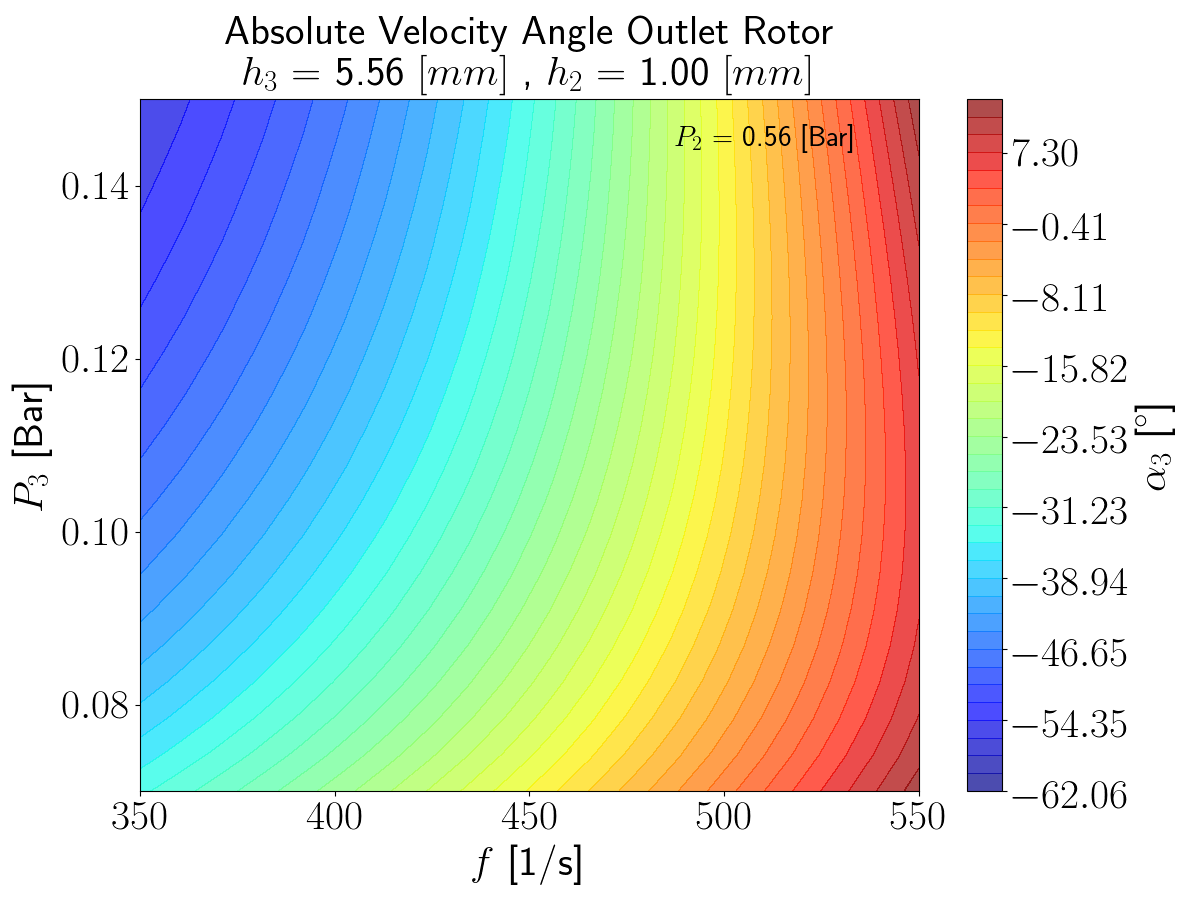 Absolute Velocity Angle Outlet Rotor
h₃ = 5.56 [mm] , h₂ = 1.00 [mm]
P₂ = 0.56 [Bar]
0.14
0.12
0.10
0.08
P₃ [Bar]
350 400 450 500 550
f [1/s]
7.30
−0.41
−8.11
−15.82
−23.53
−31.23
−38.94
−46.65
−54.35
−62.06
α₃ [°]